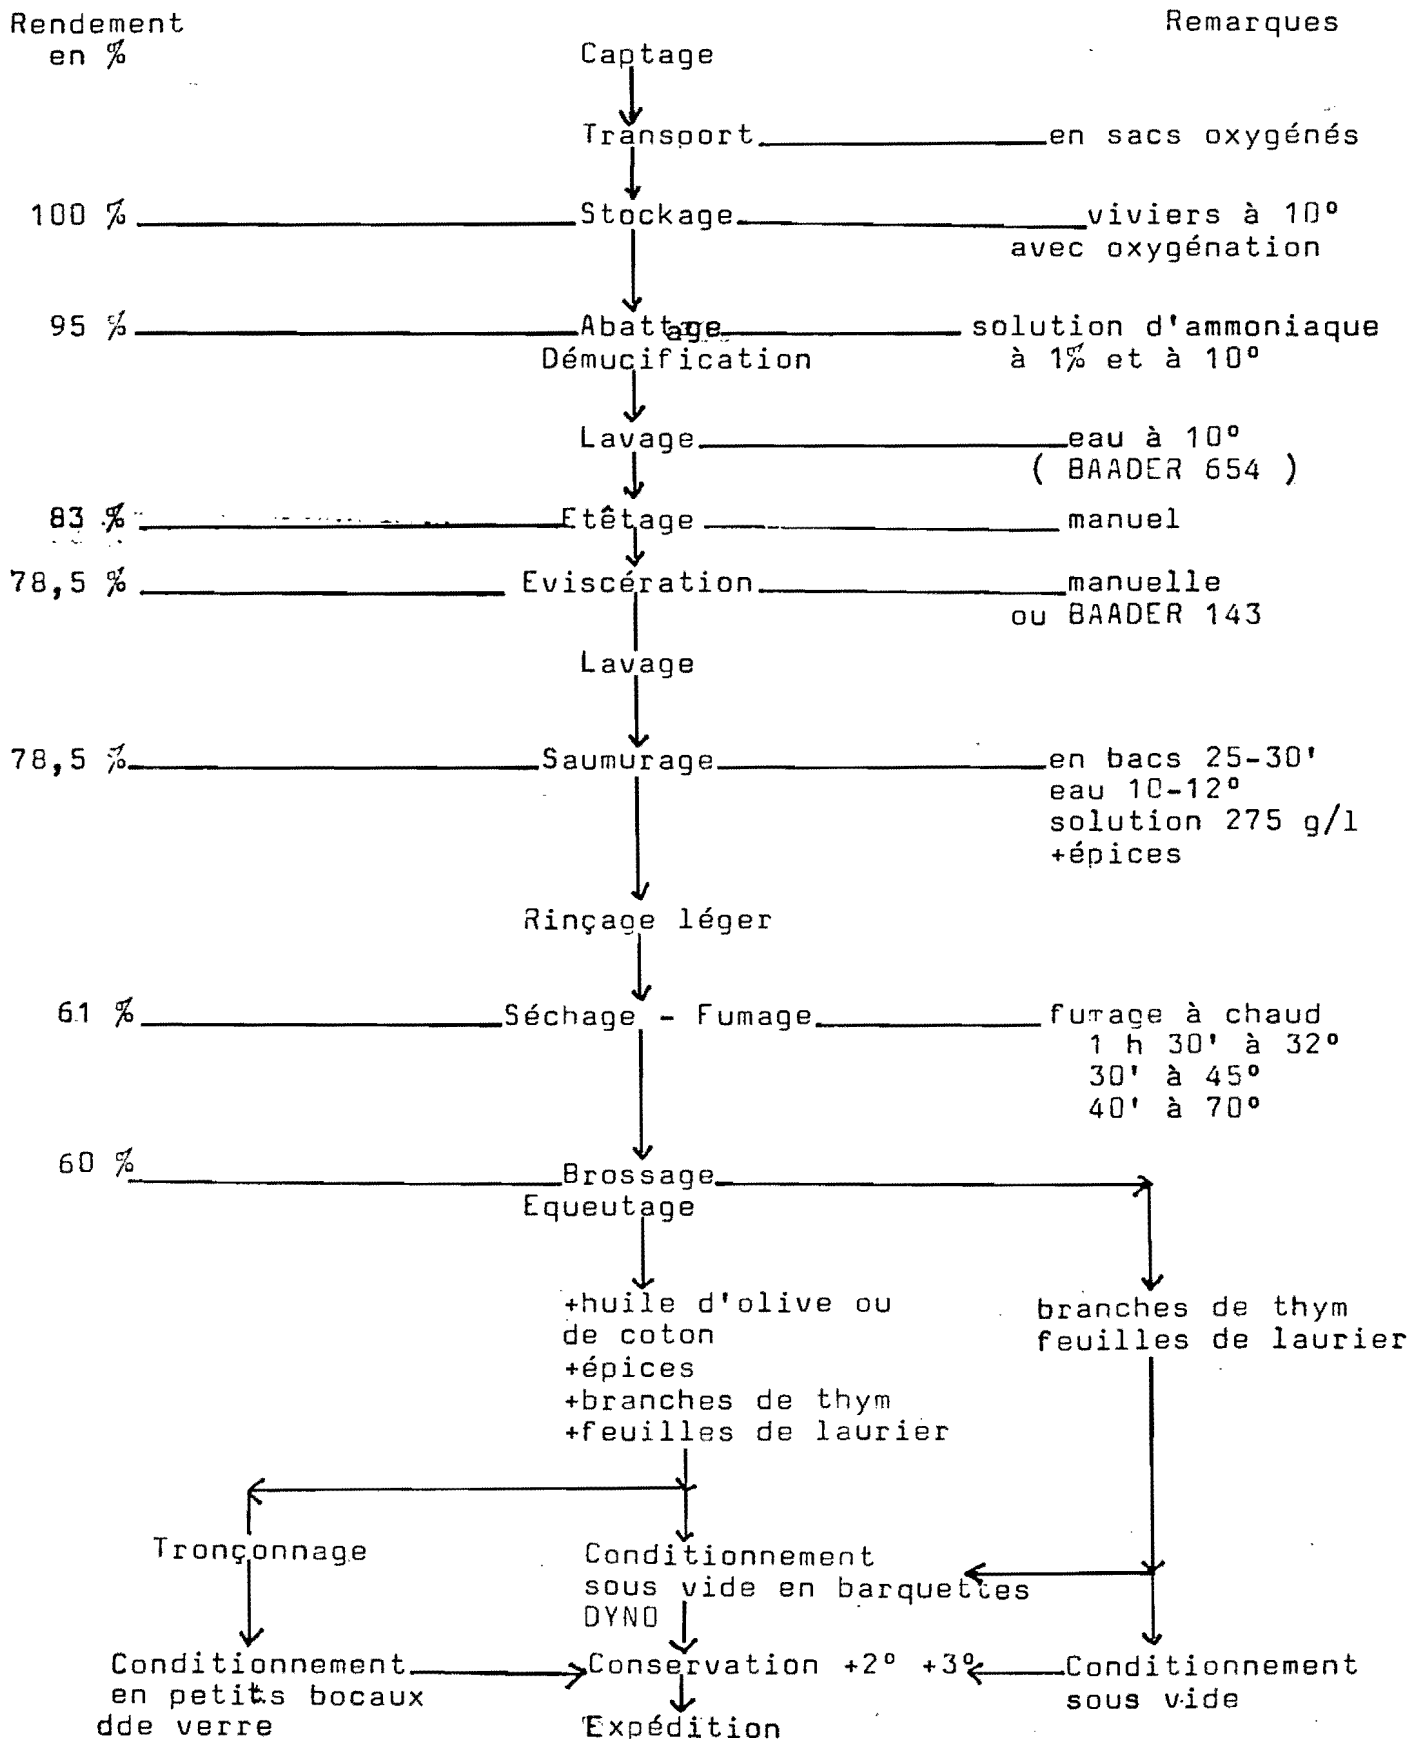 Rendement
en %
Remarques
Captage
Transport
en sacs oxygénés
100 %
Stockage
viviers à 10°
avec oxygénation
95 %
Abattage
Démucification
solution d'ammoniaque
à 1% et à 10°
Lavage
eau à 10°
( BAADER 654 )
83 %
Etêtage
manuel
78,5 %
Eviscération
manuelle
ou BAADER 143
Lavage
78,5 %
Saumurage
en bacs 25-30'
eau 10-12°
solution 275 g/l
+épices
Rinçage léger
61 %
Séchage - Fumage
fumage à chaud
1 h 30' à 32°
30' à 45°
40' à 70°
60 %
Brossage
Equeutage
+huile d'olive ou
de coton
+épices
+branches de thym
+feuilles de laurier
branches de thym
feuilles de laurier
Tronçonnage
Conditionnement
sous vide en barquettes
DYNO
Conditionnement
en petits bocaux
dde verre
Conservation +2° +3°
Conditionnement
sous vide
Expédition